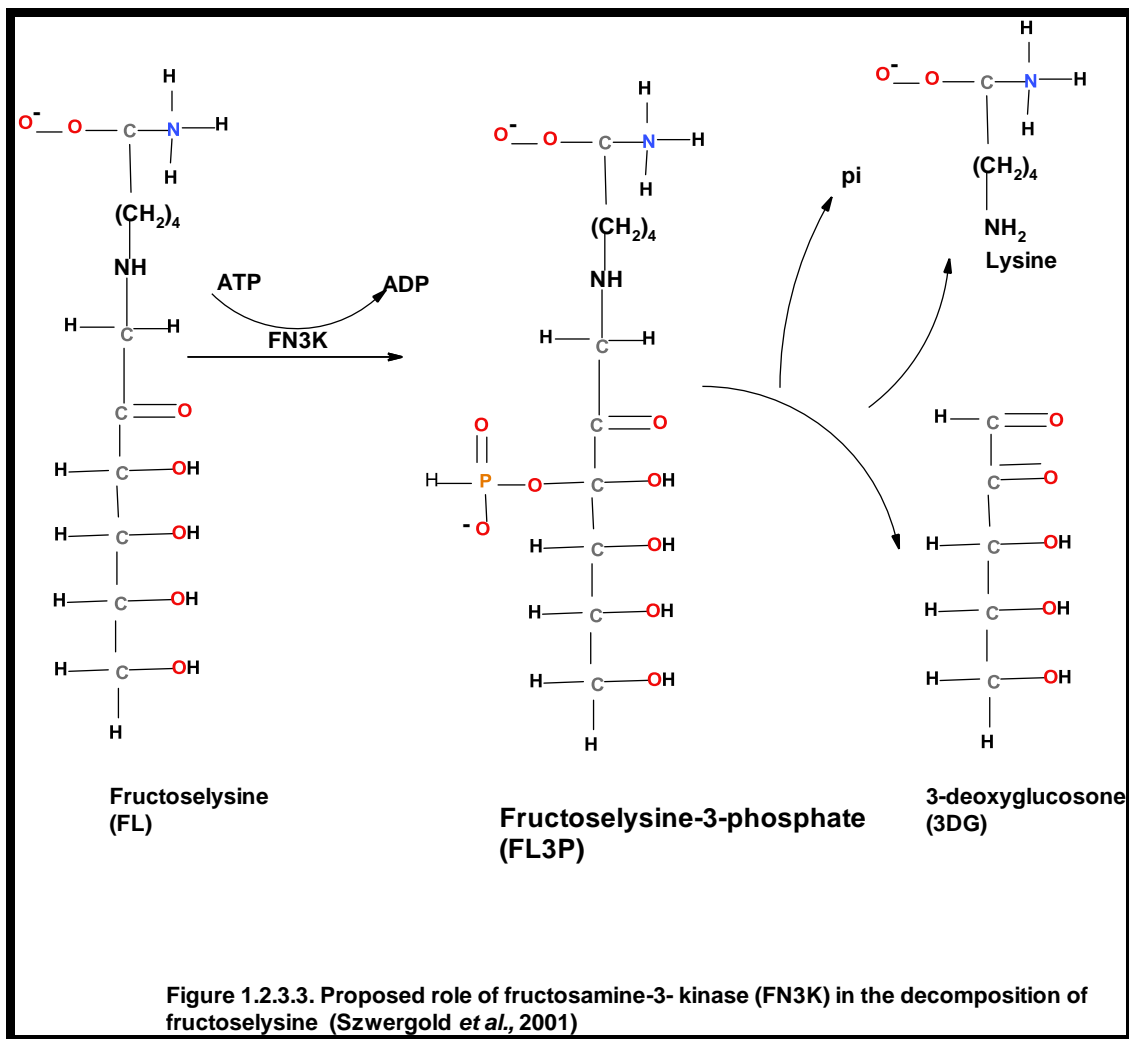 O⁻ O C N H H H
(CH₂)₄
NH
H C H
C O
H C OH
H C OH
H C OH
H C OH
H
ATP ADP
FN3K
O⁻ O C N H H H
(CH₂)₄
NH
H C H
C O
O
H P O C OH
⁻O
H C OH
H C OH
H C OH
H
pi
O⁻ O C N H H H
(CH₂)₄
NH₂
Lysine
H C O
C O
H C OH
H C OH
H C OH
H
Fructoselysine
(FL)
Fructoselysine-3-phosphate
(FL3P)
3-deoxyglucosone
(3DG)
Figure 1.2.3.3. Proposed role of fructosamine-3- kinase (FN3K) in the decomposition of
fructoselysine (Szwergold et al., 2001)